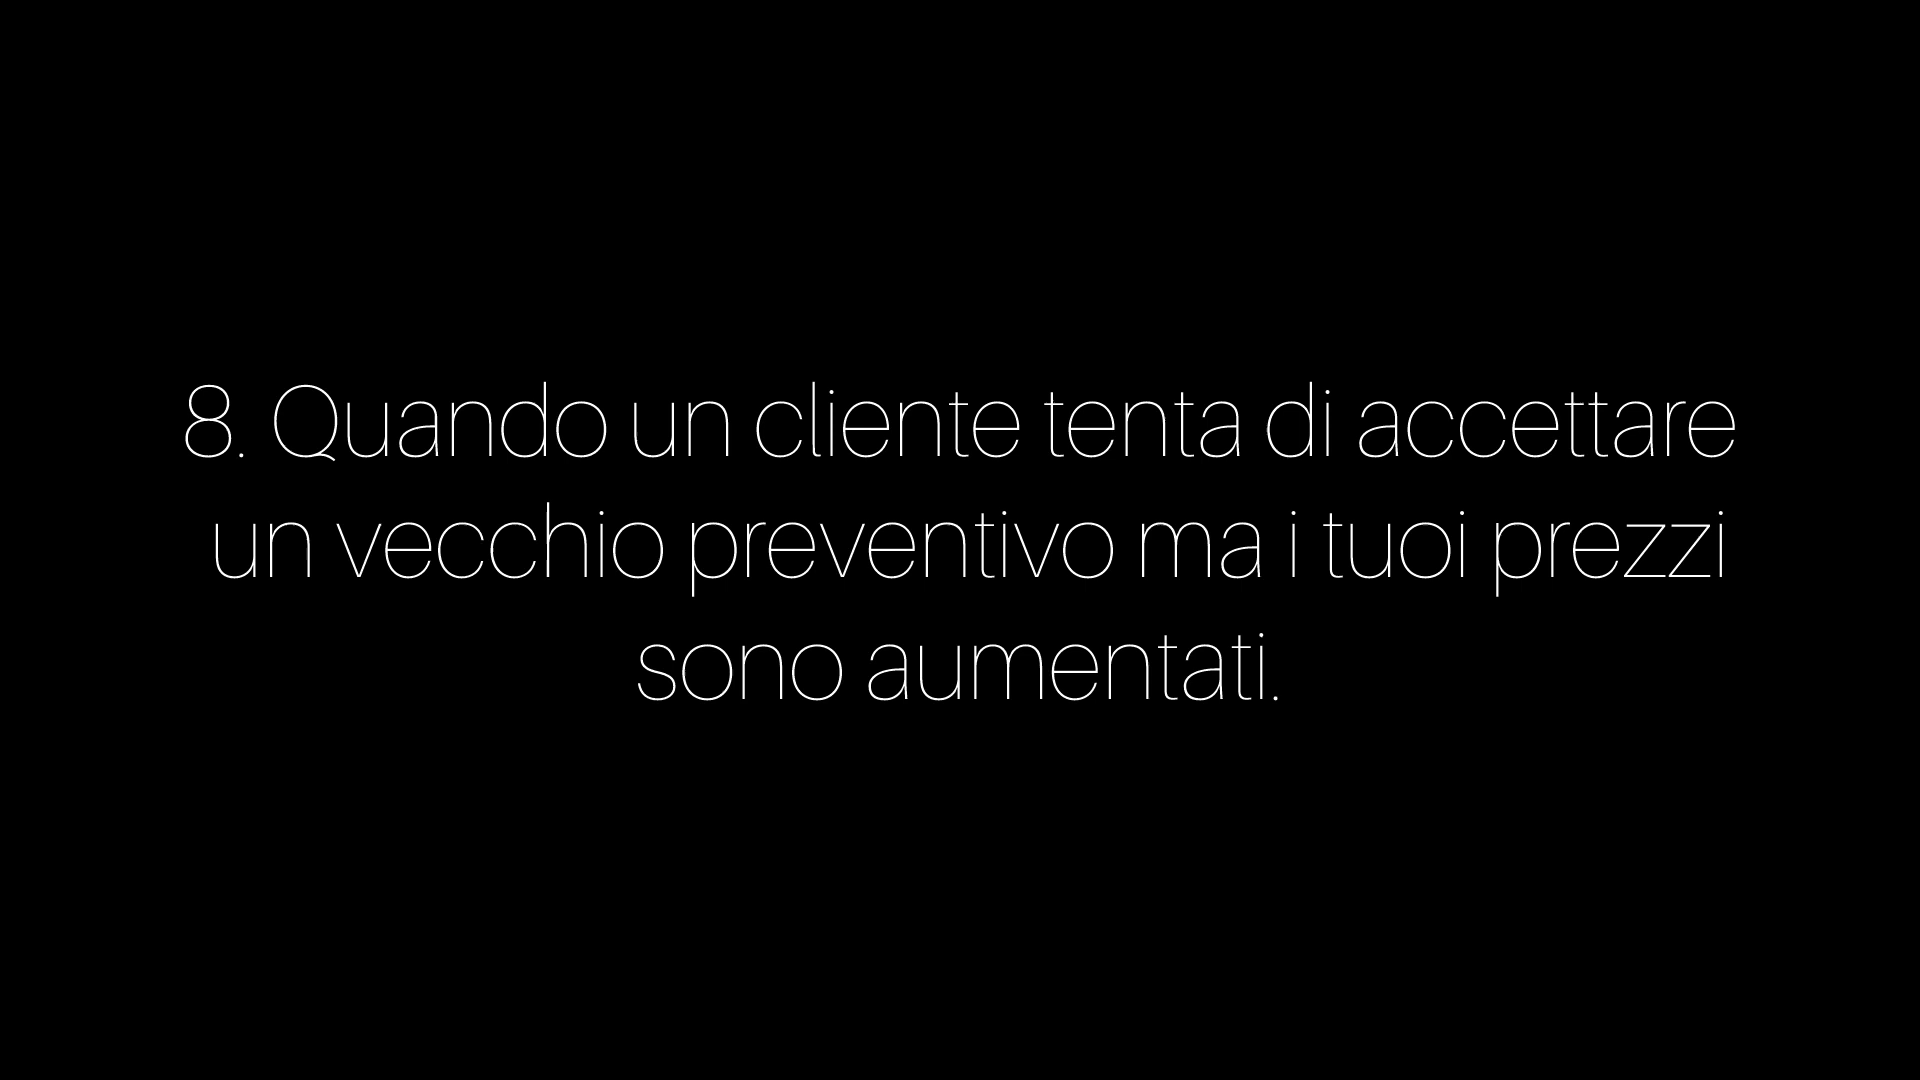 8. Quando un cliente tenta di accettare
un vecchio preventivo ma i tuoi prezzi
sono aumentati.